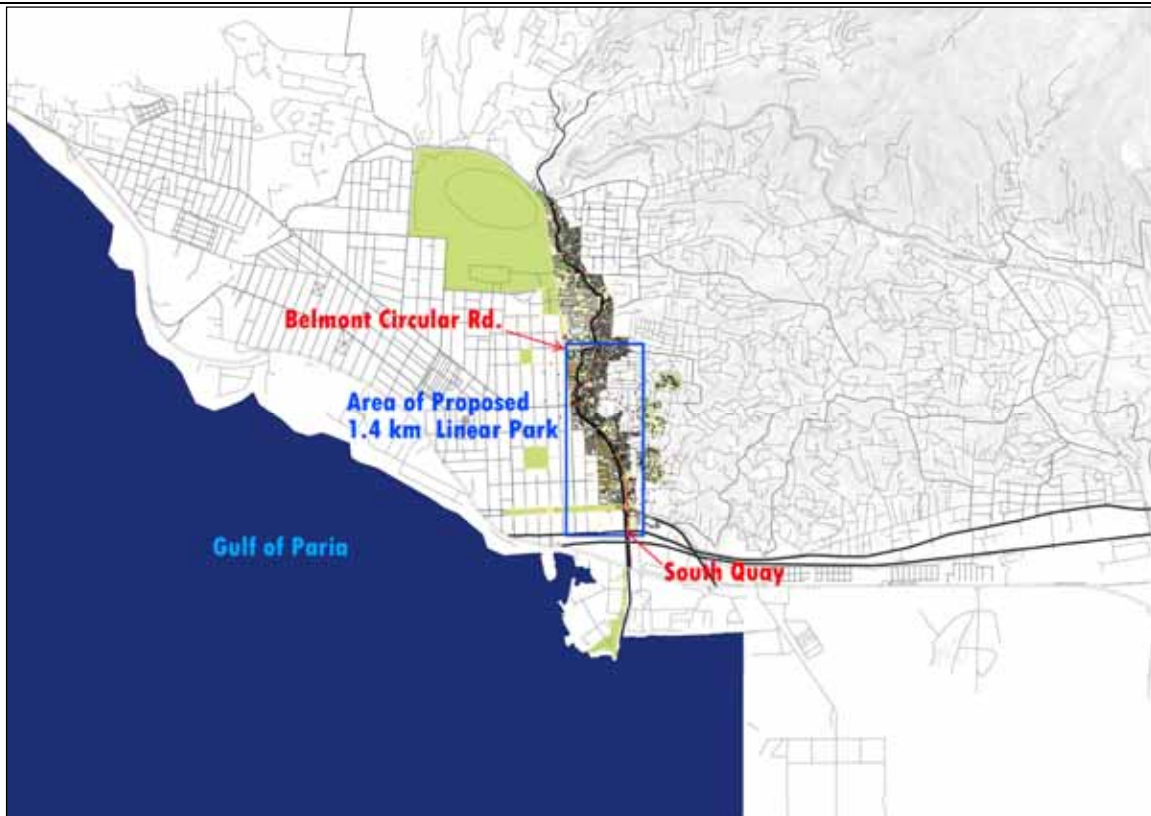 Belmont Circular Rd.
Area of Proposed
1.4 km Linear Park
Gulf of Paria
South Quay